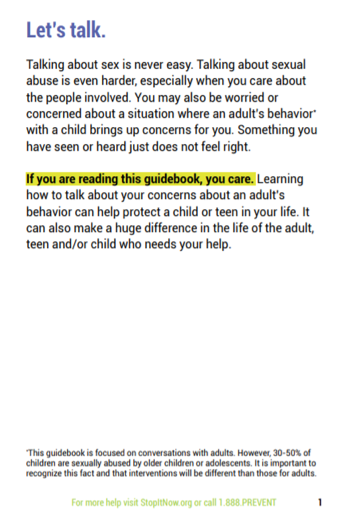 Let's talk.
Talking about sex is never easy. Talking about sexual
abuse is even harder, especially when you care about
the people involved. You may also be worried or
concerned about a situation where an adult's behavior*
with a child brings up concerns for you. Something you
have seen or heard just does not feel right.
If you are reading this guidebook, you care. Learning
how to talk about your concerns about an adult's
behavior can help protect a child or teen in your life. It
can also make a huge difference in the life of the adult,
teen and/or child who needs your help.
*This guidebook is focused on conversations with adults. However, 30-50% of
children are sexually abused by older children or adolescents. It is important to
recognize this fact and that interventions will be different than those for adults.
For more help visit StopItNow.org or call 1.888.PREVENT 1